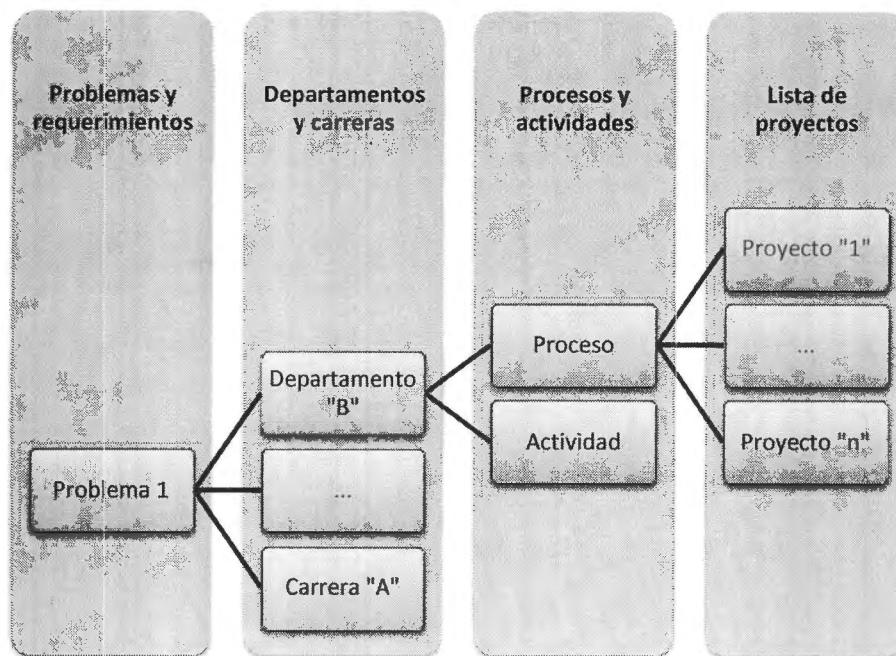 Problemas y
requerimientos
Departamentos
y carreras
Procesos y
actividades
Lista de
proyectos
Problema 1
Departamento
"B"
...
Carrera "A"
Proceso
Actividad
Proyecto "1"
...
Proyecto "n"